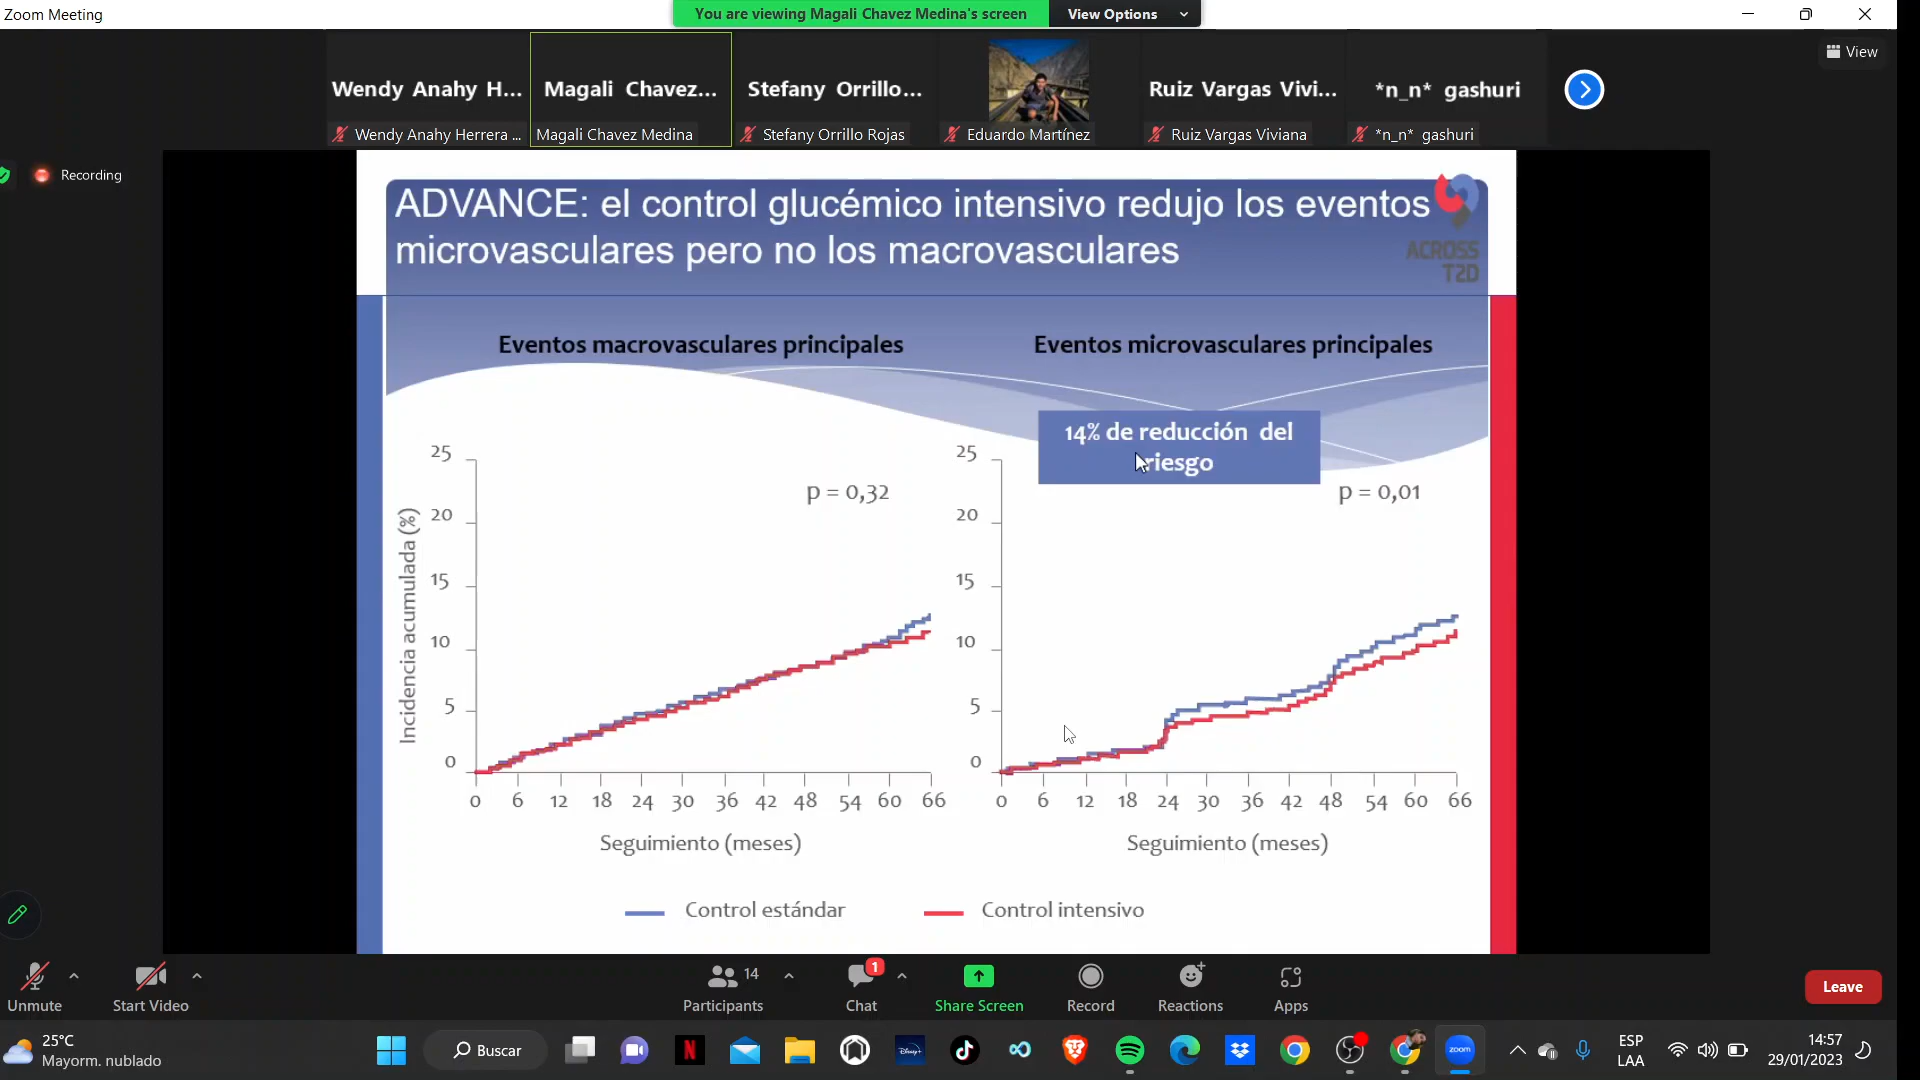 Zoom Meeting
You are viewing Magali Chavez Medina's screen
View Options
View
Wendy Anahy H...
Magali Chavez...
Stefany Orrillo...
Ruiz Vargas Vivi...
*n_n* gashuri
Wendy Anahy Herrera ...
Magali Chavez Medina
Stefany Orrillo Rojas
Eduardo Martínez
Ruiz Vargas Viviana
*n_n* gashuri
Recording
ADVANCE: el control glucémico intensivo redujo los eventos
microvasculares pero no los macrovasculares
ACROSS
T2D
Eventos macrovasculares principales
Eventos microvasculares principales
14% de reducción del
riesgo
p = 0,32
p = 0,01
Incidencia acumulada (%)
25
20
15
10
5
0
0 6 12 18 24 30 36 42 48 54 60 66
Seguimiento (meses)
25
20
15
10
5
0
0 6 12 18 24 30 36 42 48 54 60 66
Seguimiento (meses)
Control estándar
Control intensivo
Unmute
Start Video
14
Participants
1
Chat
Share Screen
Record
Reactions
Apps
Leave
25°C
Mayorm. nublado
Buscar
N
Disney+
zoom
ESP
LAA
14:57
29/01/2023